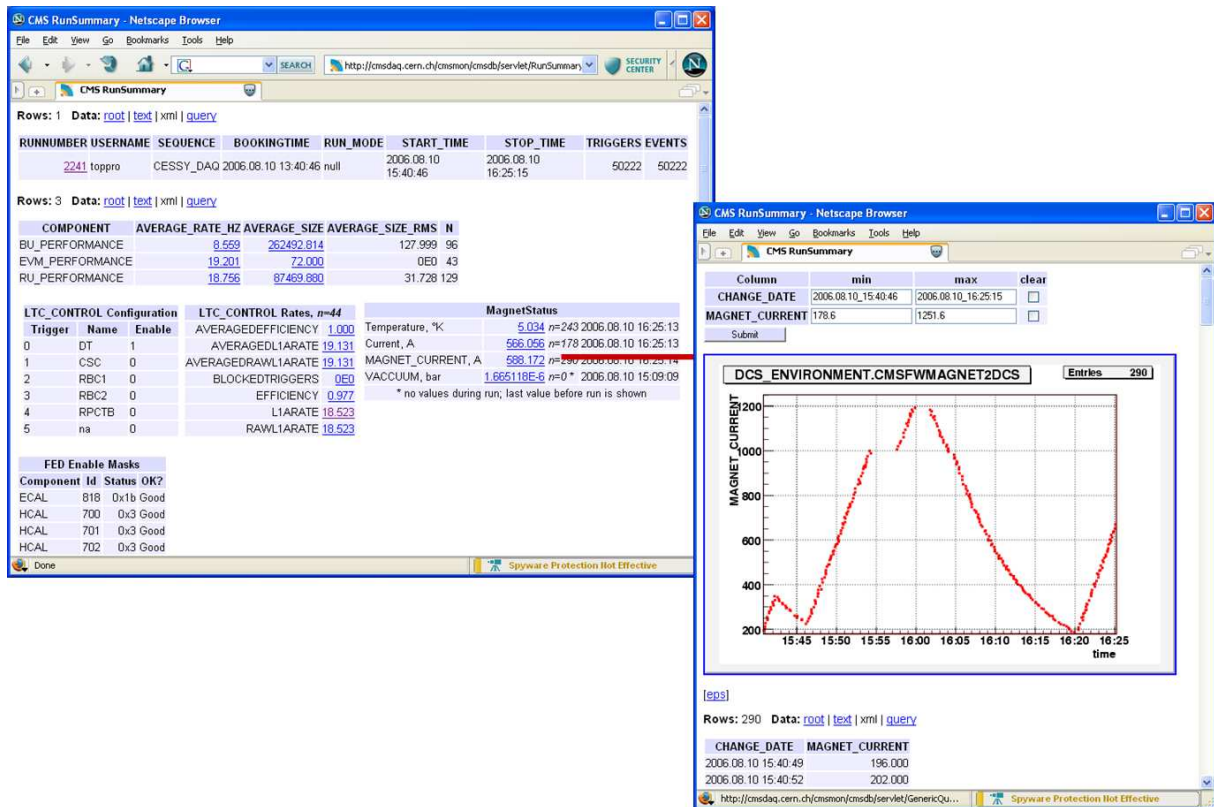 CMS RunSummary - Netscape Browser
File Edit View Go Bookmarks Tools Help
SEARCH http://cmsdaq.cern.ch/cmsmon/cmsdb/servlet/RunSummary SECURITY CENTER
CMS RunSummary
Rows: 1 Data: root | text | xml | query
RUNNUMBER USERNAME SEQUENCE BOOKINGTIME RUN_MODE START_TIME STOP_TIME TRIGGERS EVENTS
2241 toppro CESSY_DAQ 2006.08.10 13:40:46 null 2006.08.10 15:40:46 2006.08.10 16:25:15 50222 50222
Rows: 3 Data: root | text | xml | query
COMPONENT AVERAGE_RATE_HZ AVERAGE_SIZE AVERAGE_SIZE_RMS N
BU_PERFORMANCE 8.559 262492.814 127.999 96
EVM_PERFORMANCE 19.201 72.000 0E0 43
RU_PERFORMANCE 18.756 87469.880 31.728 129
LTC_CONTROL Configuration
Trigger Name Enable
0 DT 1
1 CSC 0
2 RBC1 0
3 RBC2 0
4 RPCTB 0
5 na 0
LTC_CONTROL Rates, n=44
AVERAGEDEFFICIENCY 1.000
AVERAGEDL1ARATE 19.131
AVERAGEDRAWL1ARATE 19.131
BLOCKEDTRIGGERS 0E0
EFFICIENCY 0.977
L1ARATE 18.523
RAWL1ARATE 18.523
MagnetStatus
Temperature, °K 5.034 n=243 2006.08.10 16:25:13
Current, A 566.056 n=178 2006.08.10 16:25:13
MAGNET_CURRENT, A 588.172 n=290 2006.08.10 16:25:14
VACCUUM, bar 1.665118E-6 n=0 * 2006.08.10 15:09:09
* no values during run; last value before run is shown
FED Enable Masks
Component Id Status OK?
ECAL 818 0x1b Good
HCAL 700 0x3 Good
HCAL 701 0x3 Good
HCAL 702 0x3 Good
Done Spyware Protection Not Effective
CMS RunSummary - Netscape Browser
File Edit View Go Bookmarks Tools Help
CMS RunSummary
Column min max clear
CHANGE_DATE 2006.08.10_15:40:46 2006.08.10_16:25:15
MAGNET_CURRENT 178.6 1251.6
Submit
DCS_ENVIRONMENT.CMSFWMAGNET2DCS
Entries 290
MAGNET_CURRENT
1200
1000
800
600
400
200
15:45 15:50 15:55 16:00 16:05 16:10 16:15 16:20 16:25
time
[eps]
Rows: 290 Data: root | text | xml | query
CHANGE_DATE MAGNET_CURRENT
2006.08.10 15:40:49 196.000
2006.08.10 15:40:52 202.000
http://cmsdaq.cern.ch/cmsmon/cmsdb/servlet/GenericQu... Spyware Protection Not Effective